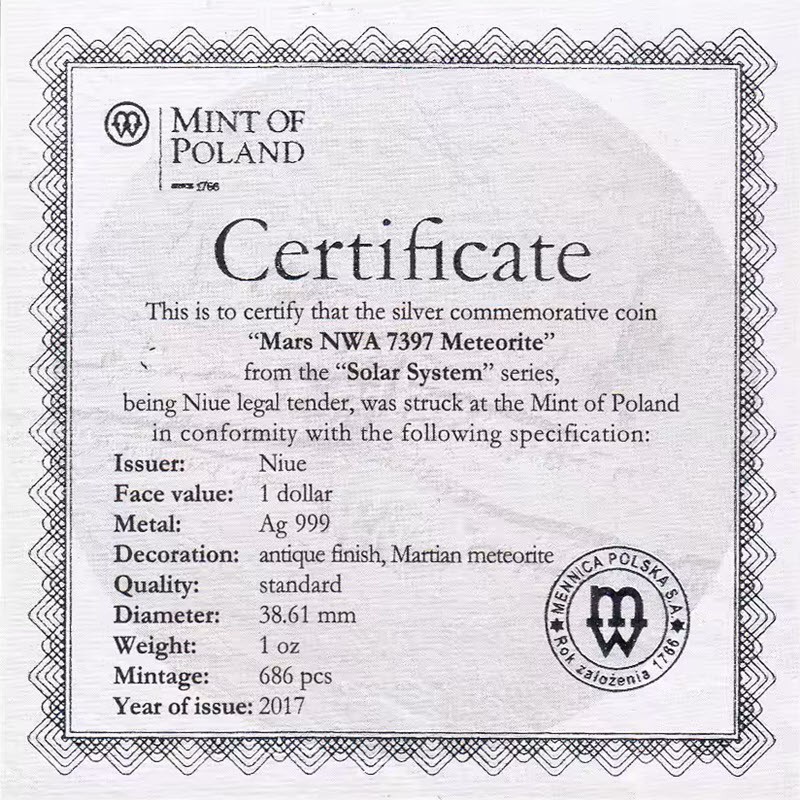 MINT OF
POLAND
since 1766
Certificate
This is to certify that the silver commemorative coin
“Mars NWA 7397 Meteorite”
from the “Solar System” series,
being Niue legal tender, was struck at the Mint of Poland
in conformity with the following specification:
Issuer: Niue
Face value: 1 dollar
Metal: Ag 999
Decoration: antique finish, Martian meteorite
Quality: standard
Diameter: 38.61 mm
Weight: 1 oz
Mintage: 686 pcs
Year of issue: 2017
MENNICA POLSKA S.A.
Rok założenia 1766